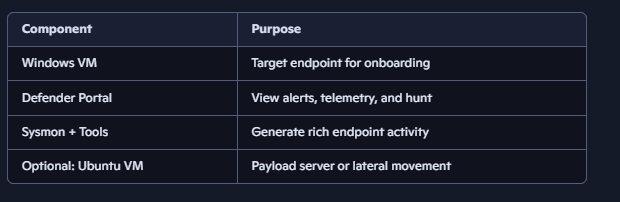 Component Purpose
Windows VM Target endpoint for onboarding
Defender Portal View alerts, telemetry, and hunt
Sysmon + Tools Generate rich endpoint activity
Optional: Ubuntu VM Payload server or lateral movement